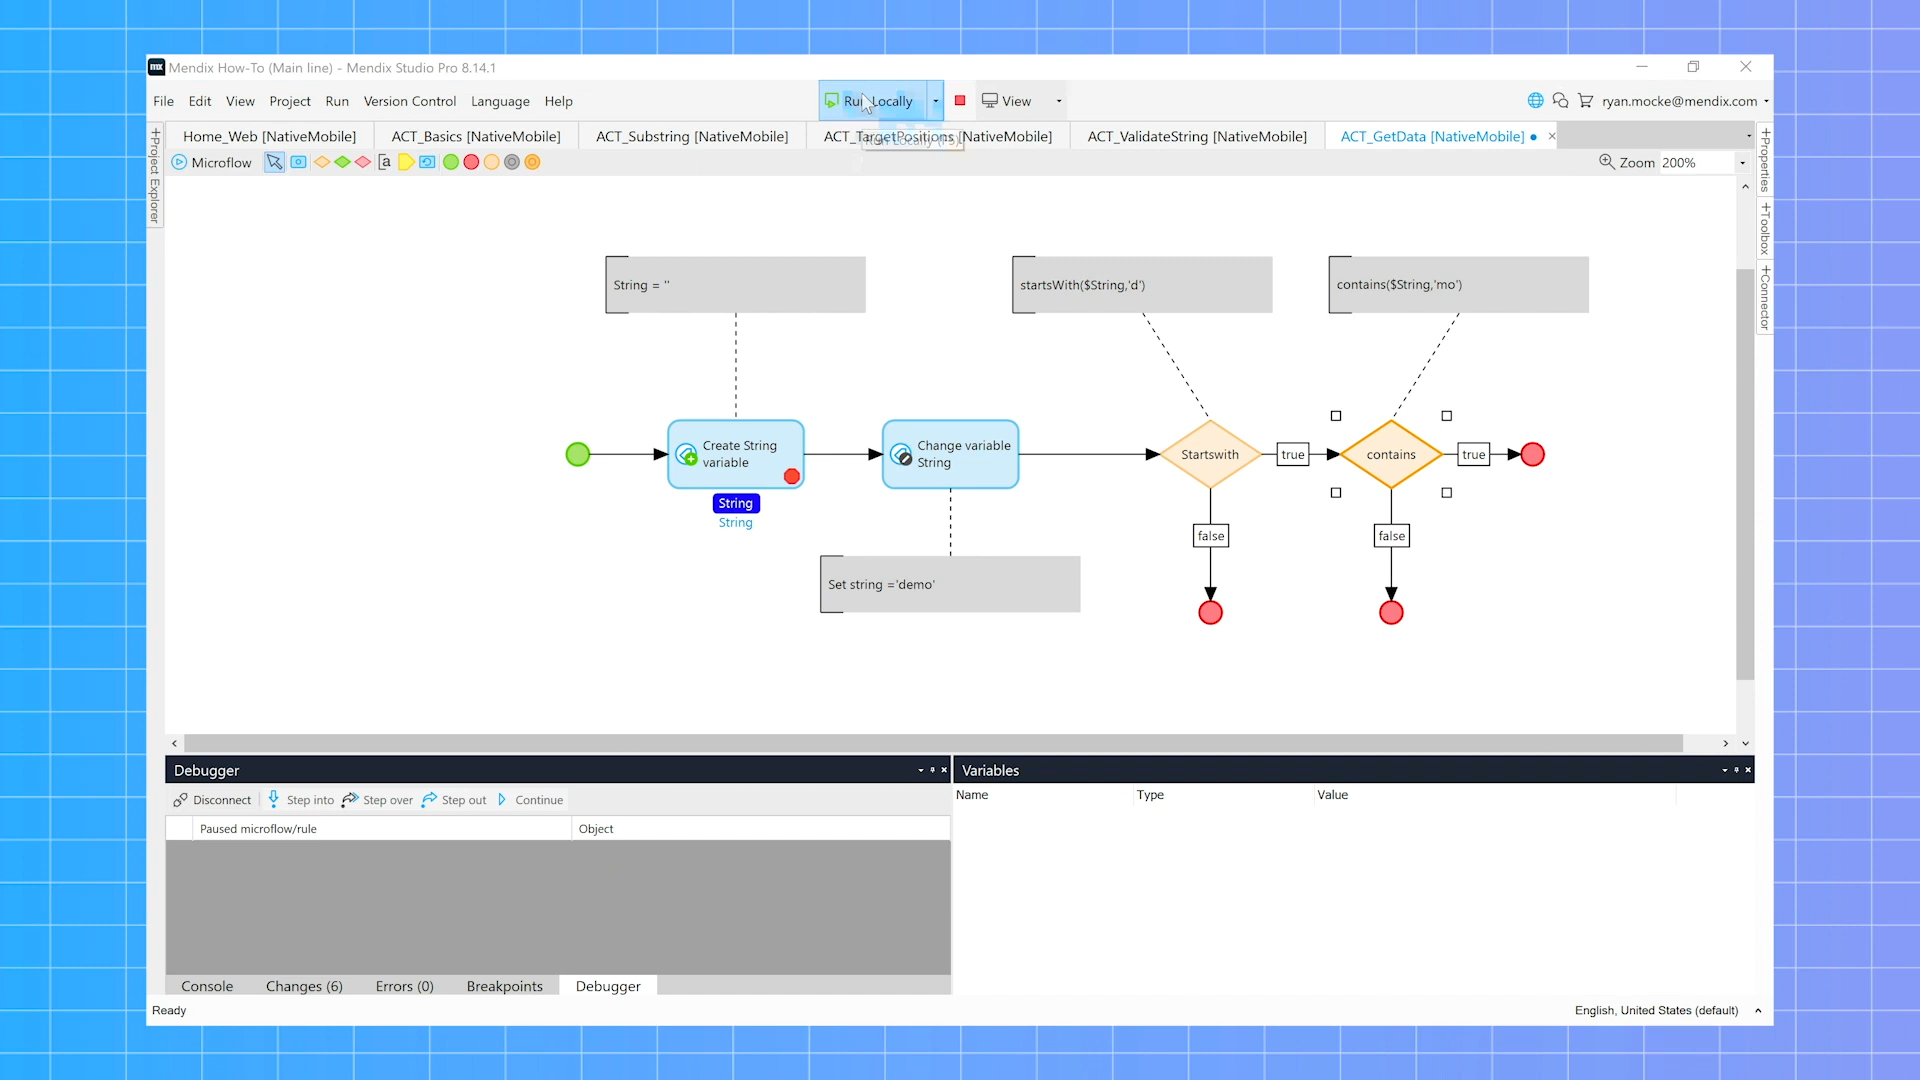 mx Mendix How-To (Main line) - Mendix Studio Pro 8.14.1
File Edit View Project Run Version Control Language Help
Run Locally
View
ryan.mocke@mendix.com
Home_Web [NativeMobile] ACT_Basics [NativeMobile] ACT_Substring [NativeMobile] ACT_TargetPositions [NativeMobile] ACT_ValidateString [NativeMobile] ACT_GetData [NativeMobile]
Run Locally (F5)
Microflow
Zoom 200%
Project Explorer
Properties
Toolbox
Connector
String = ''
startsWith($String,'d')
contains($String,'mo')
Create String
variable
Change variable
String
Startswith
true
contains
true
String
String
false
false
Set string ='demo'
Debugger
Variables
Disconnect Step into Step over Step out Continue
Name Type Value
Paused microflow/rule Object
Console Changes (6) Errors (0) Breakpoints Debugger
Ready
English, United States (default)